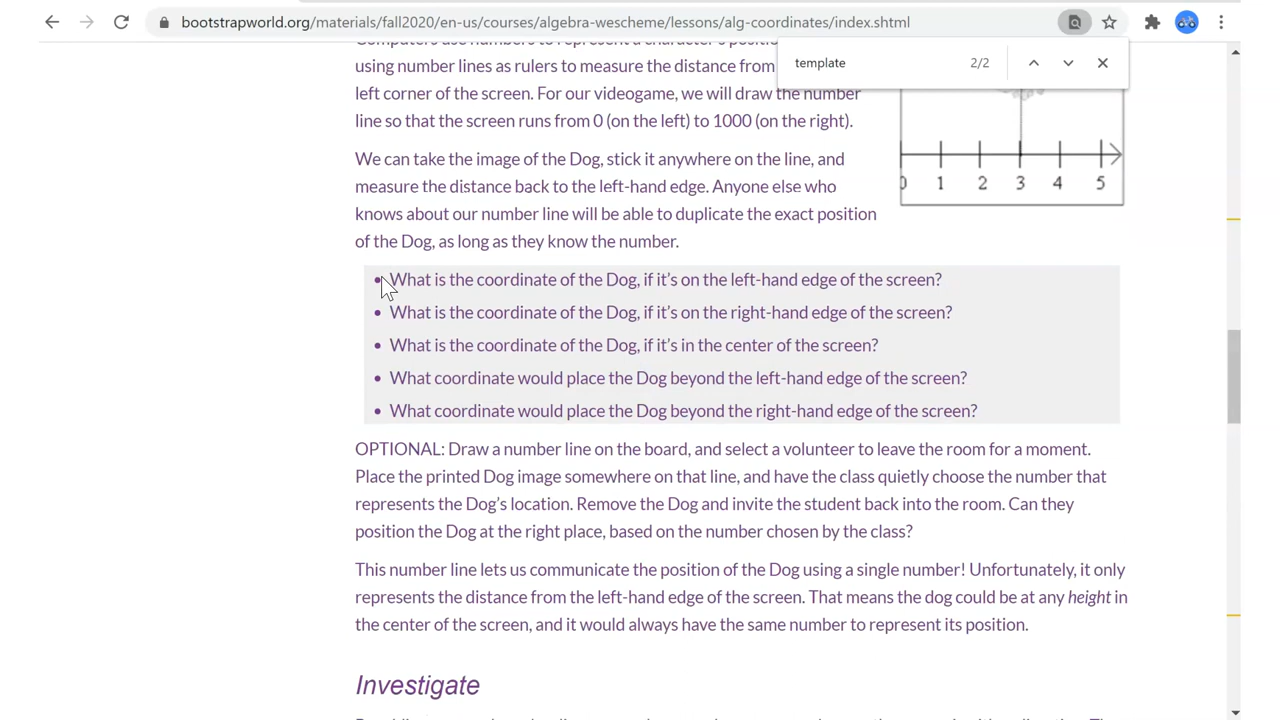 bootstrapworld.org/materials/fall2020/en-us/courses/algebra-wescheme/lessons/alg-coordinates/index.shtml
template 2/2
Computers use numbers to represent a character's positio
using number lines as rulers to measure the distance from
left corner of the screen. For our videogame, we will draw the number
line so that the screen runs from 0 (on the left) to 1000 (on the right).
We can take the image of the Dog, stick it anywhere on the line, and
measure the distance back to the left-hand edge. Anyone else who
knows about our number line will be able to duplicate the exact position
of the Dog, as long as they know the number.
0 1 2 3 4 5
• What is the coordinate of the Dog, if it's on the left-hand edge of the screen?
• What is the coordinate of the Dog, if it's on the right-hand edge of the screen?
• What is the coordinate of the Dog, if it's in the center of the screen?
• What coordinate would place the Dog beyond the left-hand edge of the screen?
• What coordinate would place the Dog beyond the right-hand edge of the screen?
OPTIONAL: Draw a number line on the board, and select a volunteer to leave the room for a moment.
Place the printed Dog image somewhere on that line, and have the class quietly choose the number that
represents the Dog's location. Remove the Dog and invite the student back into the room. Can they
position the Dog at the right place, based on the number chosen by the class?
This number line lets us communicate the position of the Dog using a single number! Unfortunately, it only
represents the distance from the left-hand edge of the screen. That means the dog could be at any height in
the center of the screen, and it would always have the same number to represent its position.
Investigate